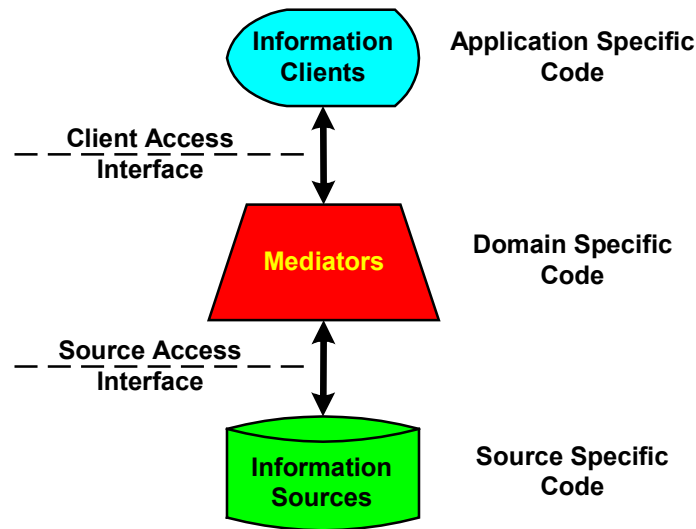 Information
Clients
Application Specific
Code
Client Access
Interface
Mediators
Domain Specific
Code
Source Access
Interface
Information
Sources
Source Specific
Code